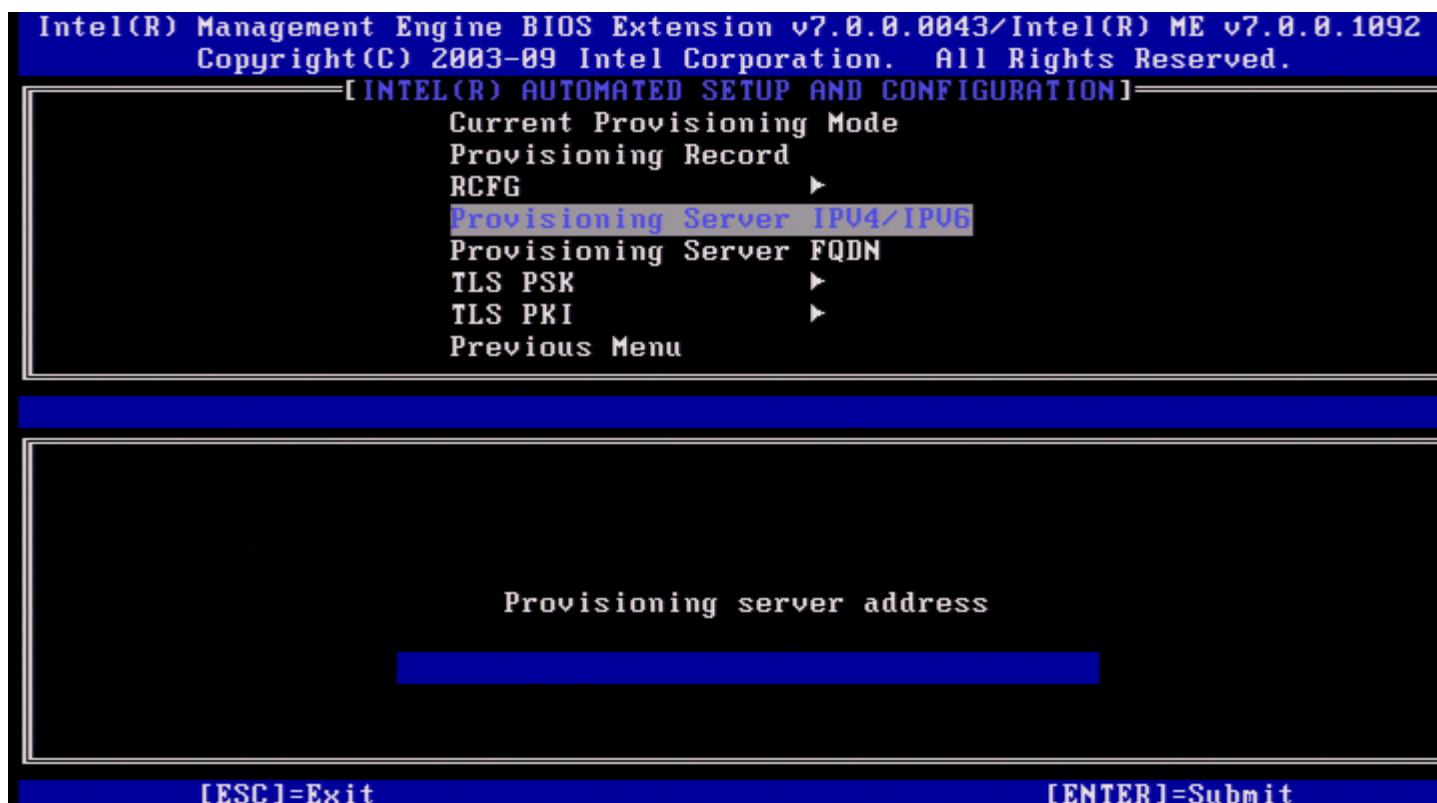 Intel(R) Management Engine BIOS Extension v7.0.0.0043/Intel(R) ME v7.0.0.1092
Copyright(C) 2003-09 Intel Corporation. All Rights Reserved.
[INTEL(R) AUTOMATED SETUP AND CONFIGURATION]
Current Provisioning Mode
Provisioning Record
RCFG ►
Provisioning Server IPV4/IPV6
Provisioning Server FQDN
TLS PSK ►
TLS PKI ►
Previous Menu
Provisioning server address
[ESC]=Exit [ENTER]=Submit